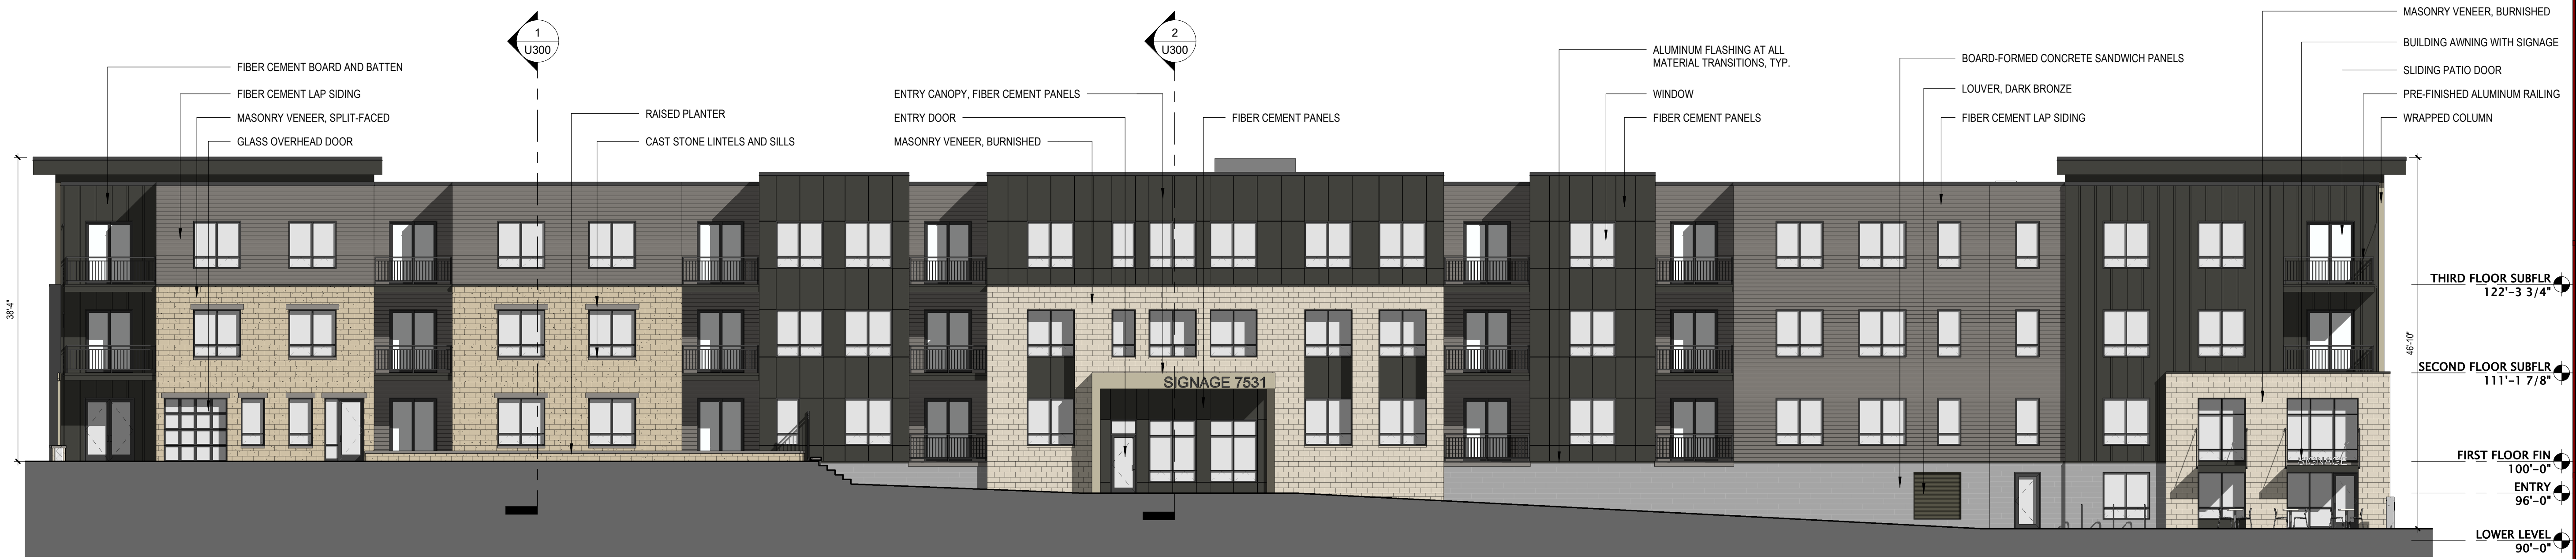 1
U300
2
U300
FIBER CEMENT BOARD AND BATTEN
FIBER CEMENT LAP SIDING
MASONRY VENEER, SPLIT-FACED
GLASS OVERHEAD DOOR
RAISED PLANTER
CAST STONE LINTELS AND SILLS
ENTRY CANOPY, FIBER CEMENT PANELS
ENTRY DOOR
MASONRY VENEER, BURNISHED
FIBER CEMENT PANELS
ALUMINUM FLASHING AT ALL
MATERIAL TRANSITIONS, TYP.
WINDOW
FIBER CEMENT PANELS
BOARD-FORMED CONCRETE SANDWICH PANELS
LOUVER, DARK BRONZE
FIBER CEMENT LAP SIDING
MASONRY VENEER, BURNISHED
BUILDING AWNING WITH SIGNAGE
SLIDING PATIO DOOR
PRE-FINISHED ALUMINUM RAILING
WRAPPED COLUMN
38'-4"
SIGNAGE 7531
SIGNAGE
46'-10"
THIRD FLOOR SUBFLR
122'-3 3/4"
SECOND FLOOR SUBFLR
111'-1 7/8"
FIRST FLOOR FIN
100'-0"
ENTRY
96'-0"
LOWER LEVEL
90'-0"